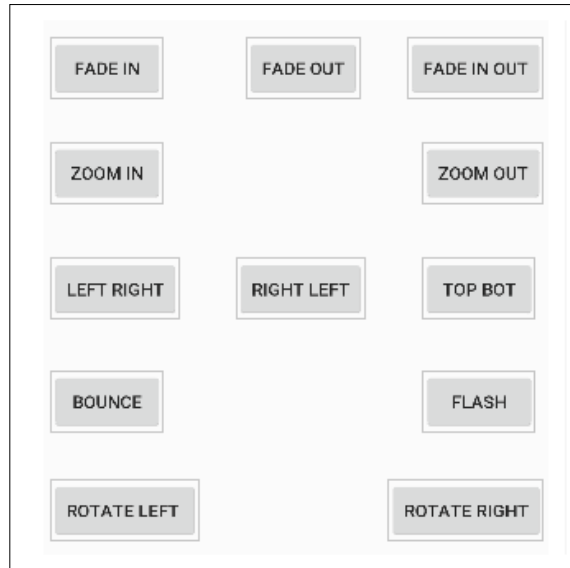 FADE IN FADE OUT FADE IN OUT
ZOOM IN ZOOM OUT
LEFT RIGHT RIGHT LEFT TOP BOT
BOUNCE FLASH
ROTATE LEFT ROTATE RIGHT